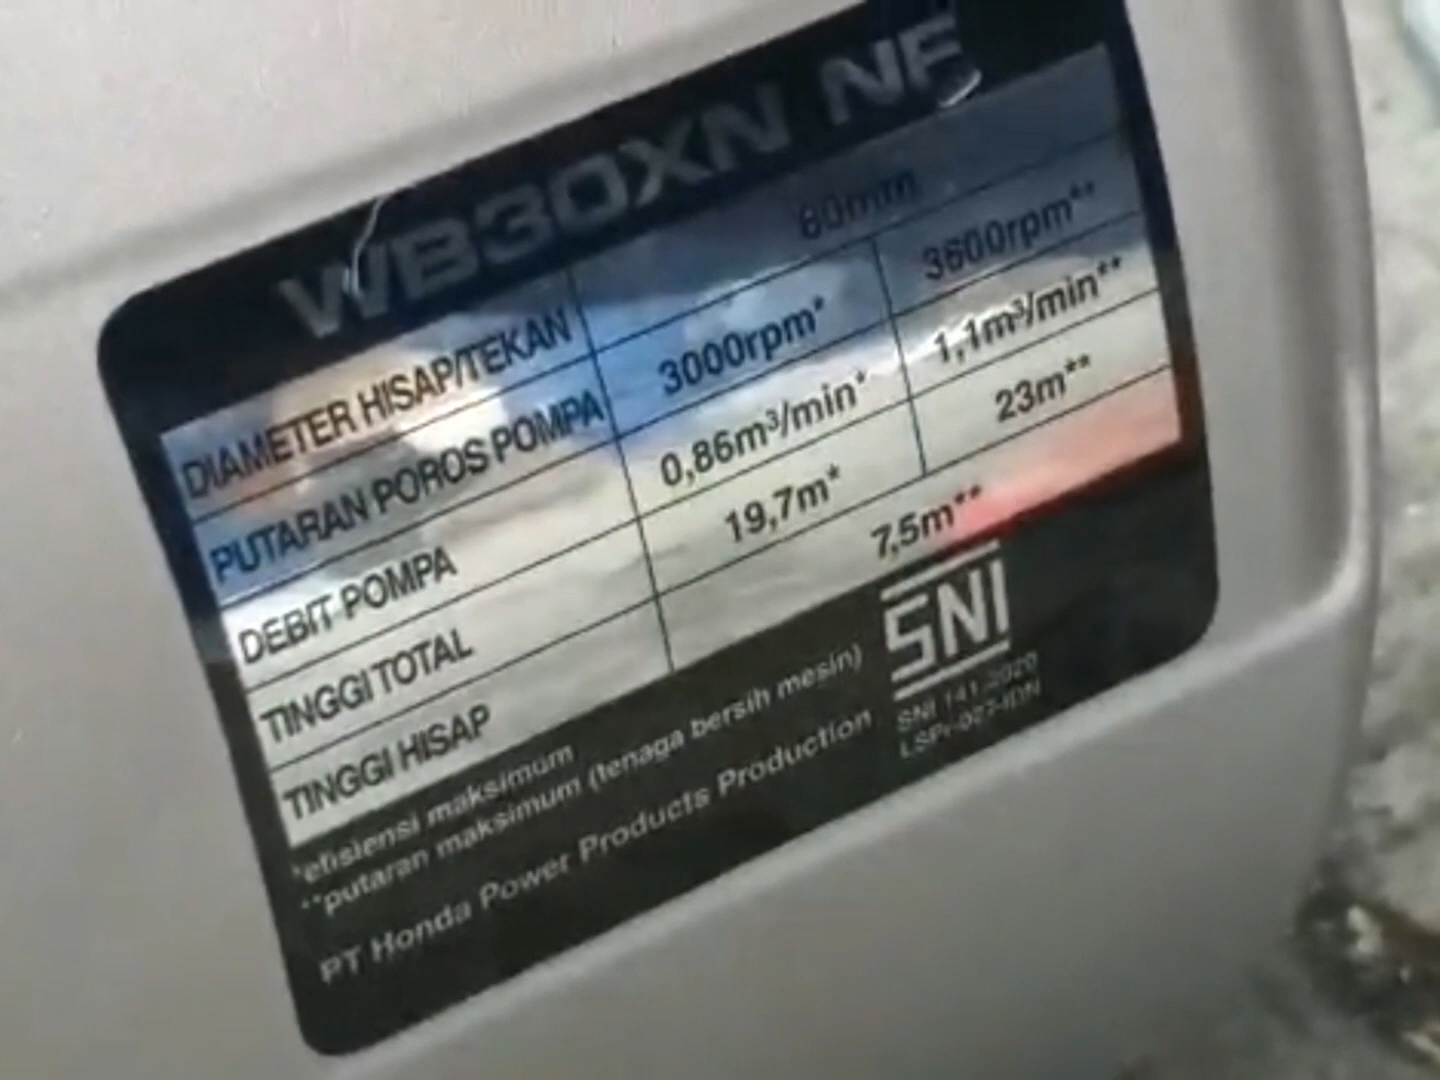 WB30XN NF
DIAMETER HISAP/TEKAN 80mm
PUTARAN POROS POMPA 3000rpm* 3600rpm**
DEBIT POMPA 0,86m³/min* 1,1m³/min**
TINGGI TOTAL 19,7m* 23m**
TINGGI HISAP 7,5m**
*efisiensi maksimum
**putaran maksimum (tenaga bersih mesin)
PT Honda Power Products Production
SNI
SNI 141:2020
LSPr-027-IDN